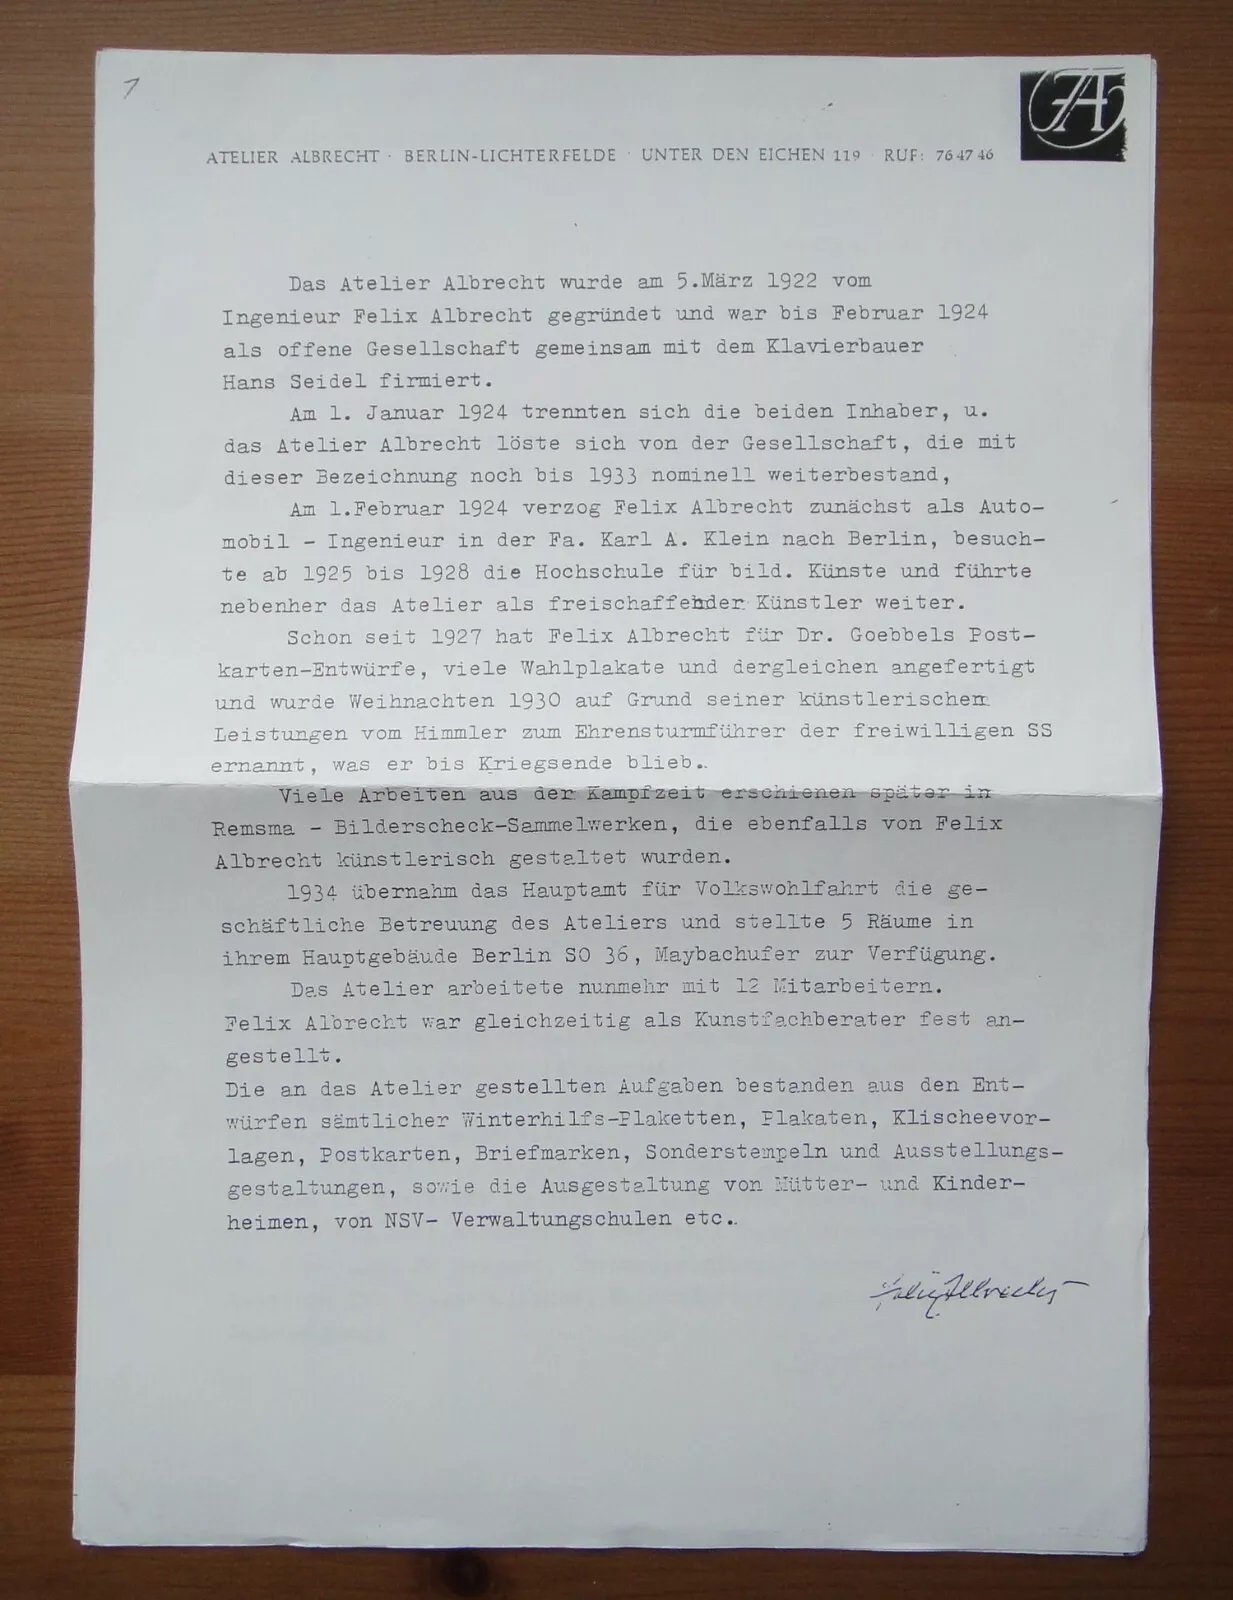 1
FA
ATELIER ALBRECHT · BERLIN-LICHTERFELDE · UNTER DEN EICHEN 119 · RUF: 76 47 46
Das Atelier Albrecht wurde am 5.März 1922 vom
Ingenieur Felix Albrecht gegründet und war bis Februar 1924
als offene Gesellschaft gemeinsam mit dem Klavierbauer
Hans Seidel firmiert.
Am 1. Januar 1924 trennten sich die beiden Inhaber, u.
das Atelier Albrecht löste sich von der Gesellschaft, die mit
dieser Bezeichnung noch bis 1933 nominell weiterbestand,
Am 1.Februar 1924 verzog Felix Albrecht zunächst als Auto-
mobil - Ingenieur in der Fa. Karl A. Klein nach Berlin, besuch-
te ab 1925 bis 1928 die Hochschule für bild. Künste und führte
nebenher das Atelier als freischaffender Künstler weiter.
Schon seit 1927 hat Felix Albrecht für Dr. Goebbels Post-
karten-Entwürfe, viele Wahlplakate und dergleichen angefertigt
und wurde Weihnachten 1930 auf Grund seiner künstlerischen
Leistungen vom Himmler zum Ehrensturmführer der freiwilligen SS
ernannt, was er bis Kriegsende blieb..
Viele Arbeiten aus der Kampfzeit erschienen später in
Remsma - Bilderscheck-Sammelwerken, die ebenfalls von Felix
Albrecht künstlerisch gestaltet wurden.
1934 übernahm das Hauptamt für Volkswohlfahrt die ge-
schäftliche Betreuung des Ateliers und stellte 5 Räume in
ihrem Hauptgebäude Berlin SO 36, Maybachufer zur Verfügung.
Das Atelier arbeitete nunmehr mit 12 Mitarbeitern.
Felix Albrecht war gleichzeitig als Kunstfachberater fest an-
gestellt.
Die an das Atelier gestellten Aufgaben bestanden aus den Ent-
würfen sämtlicher Winterhilfs-Plaketten, Plakaten, Klischeevor-
lagen, Postkarten, Briefmarken, Sonderstempeln und Ausstellungs-
gestaltungen, sowie die Ausgestaltung von Mütter- und Kinder-
heimen, von NSV- Verwaltungschulen etc..
Felix Albrecht